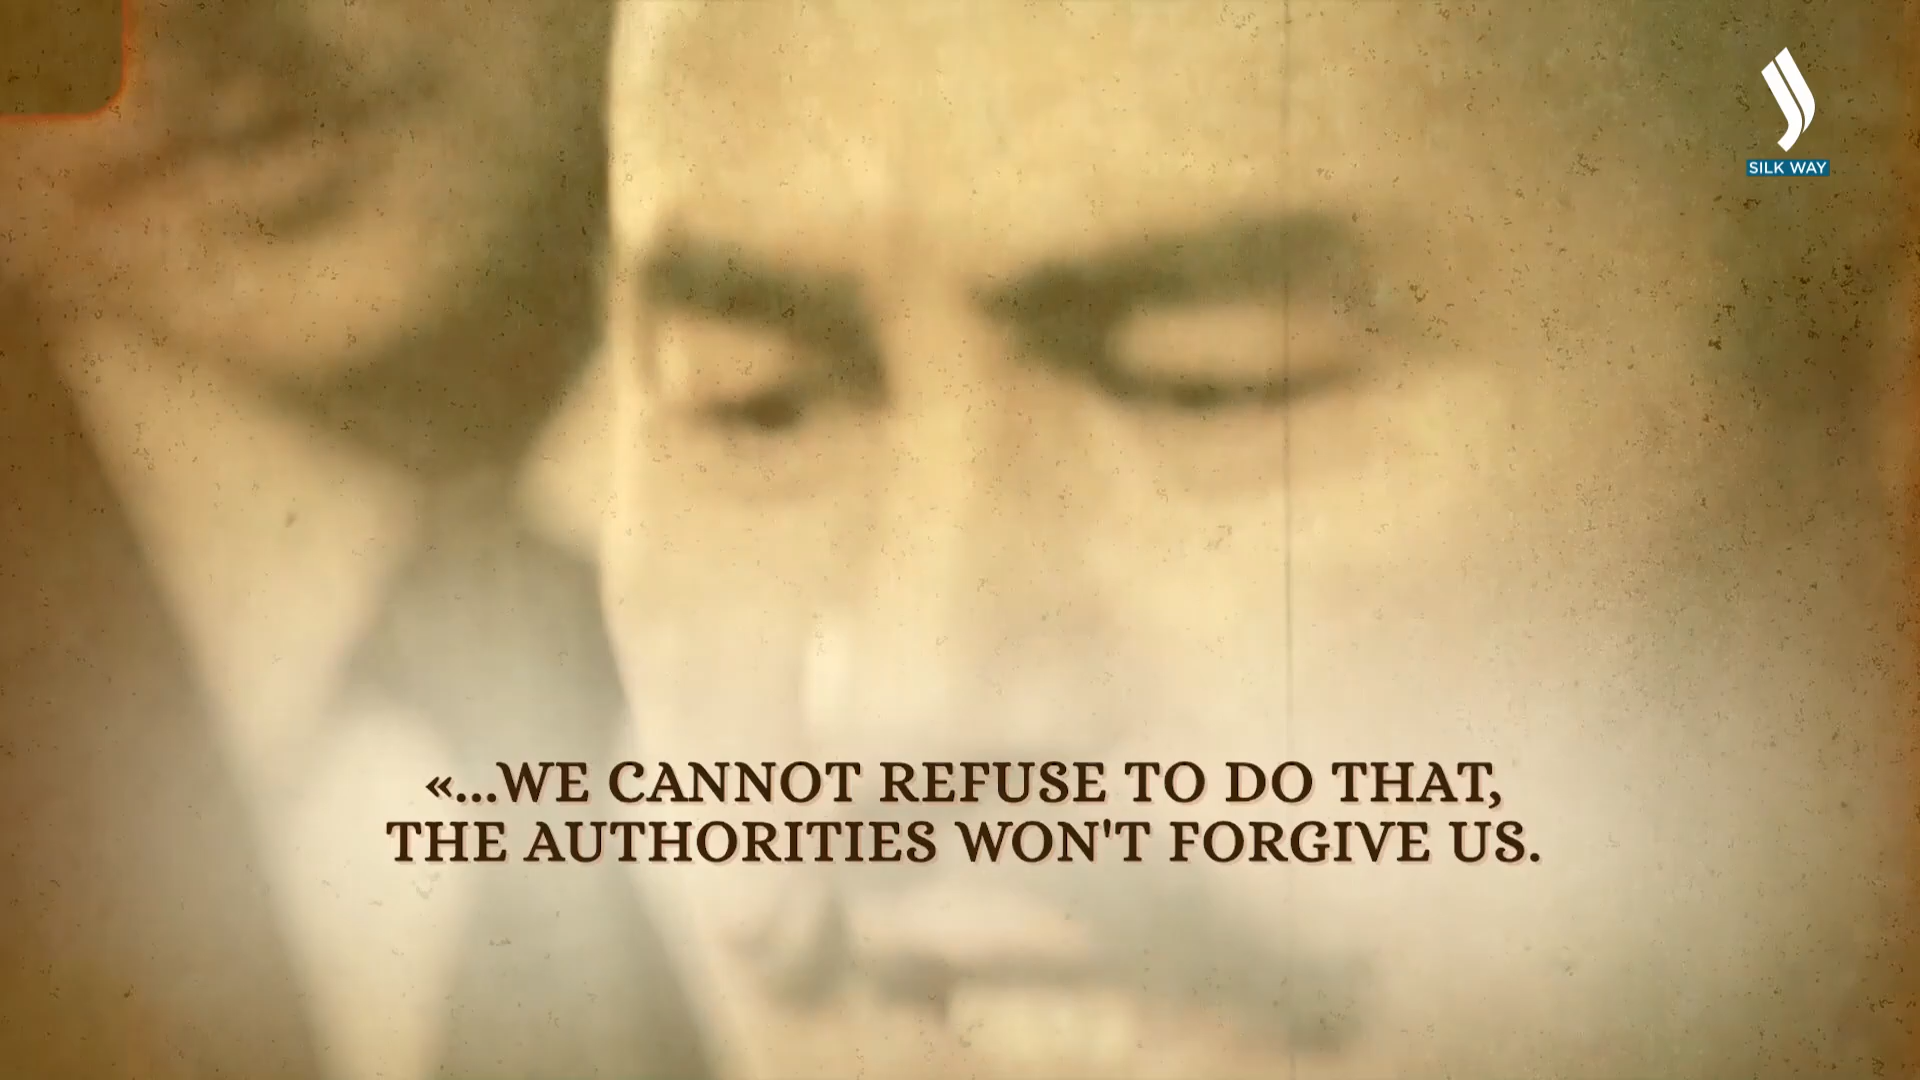 SILK WAY
«...WE CANNOT REFUSE TO DO THAT,
THE AUTHORITIES WON'T FORGIVE US.